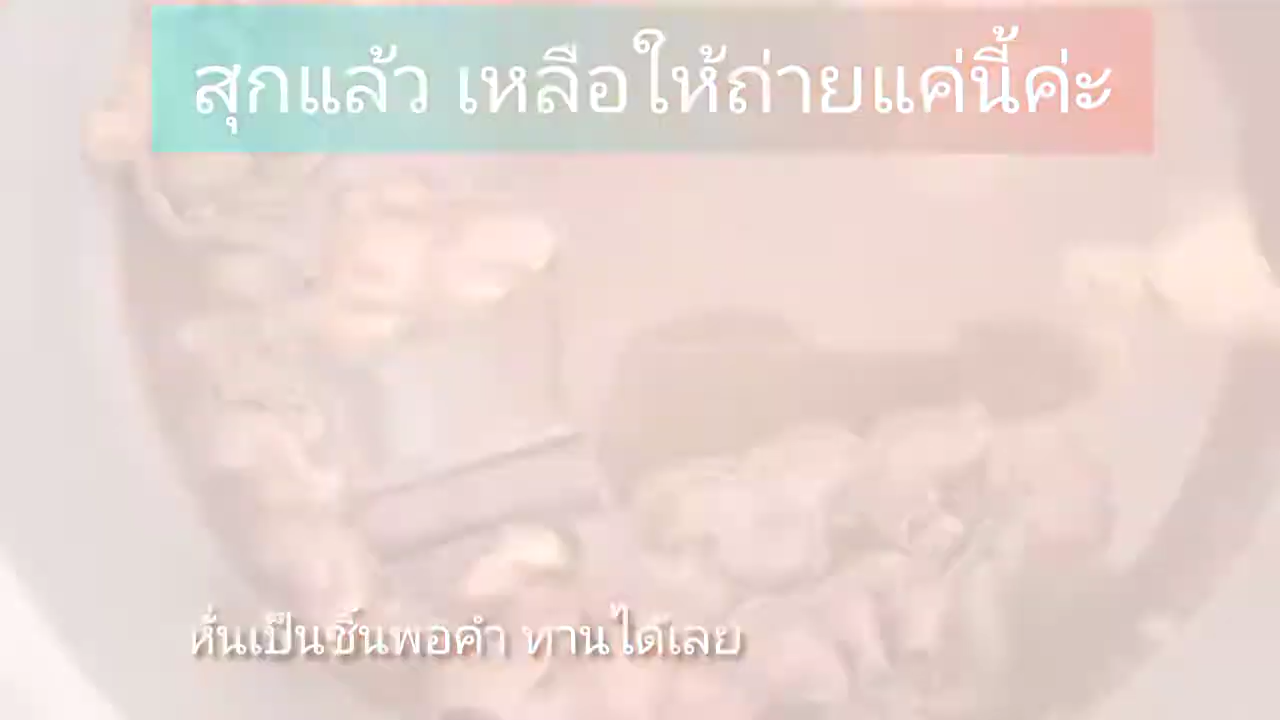 สุกแล้ว เหลือให้ถ่ายแค่นี้ค่ะ
หั่นเป็นชิ้นพอคำ ทานได้เลย